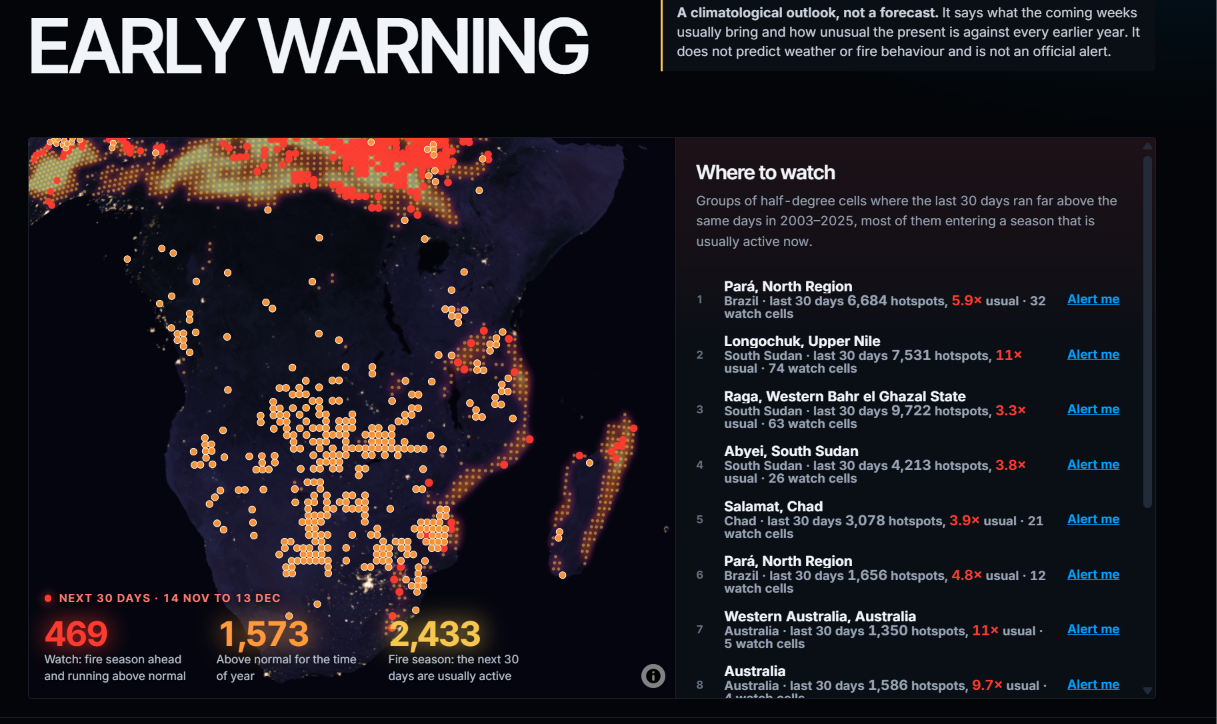 EARLY WARNING
A climatological outlook, not a forecast. It says what the coming weeks
usually bring and how unusual the present is against every earlier year. It
does not predict weather or fire behaviour and is not an official alert.
NEXT 30 DAYS · 14 NOV TO 13 DEC
469
Watch: fire season ahead
and running above normal
1,573
Above normal for the time
of year
2,433
Fire season: the next 30
days are usually active
Where to watch
Groups of half-degree cells where the last 30 days ran far above the
same days in 2003–2025, most of them entering a season that is
usually active now.
1
Pará, North Region
Brazil · last 30 days 6,684 hotspots, 5.9× usual · 32
watch cells
Alert me
2
Longochuk, Upper Nile
South Sudan · last 30 days 7,531 hotspots, 11×
usual · 74 watch cells
Alert me
3
Raga, Western Bahr el Ghazal State
South Sudan · last 30 days 9,722 hotspots, 3.3×
usual · 63 watch cells
Alert me
4
Abyei, South Sudan
South Sudan · last 30 days 4,213 hotspots, 3.8×
usual · 26 watch cells
Alert me
5
Salamat, Chad
Chad · last 30 days 3,078 hotspots, 3.9× usual · 21
watch cells
Alert me
6
Pará, North Region
Brazil · last 30 days 1,656 hotspots, 4.8× usual · 12
watch cells
Alert me
7
Western Australia, Australia
Australia · last 30 days 1,350 hotspots, 11× usual ·
5 watch cells
Alert me
8
Australia
Australia · last 30 days 1,586 hotspots, 9.7× usual ·
4 watch cells
Alert me